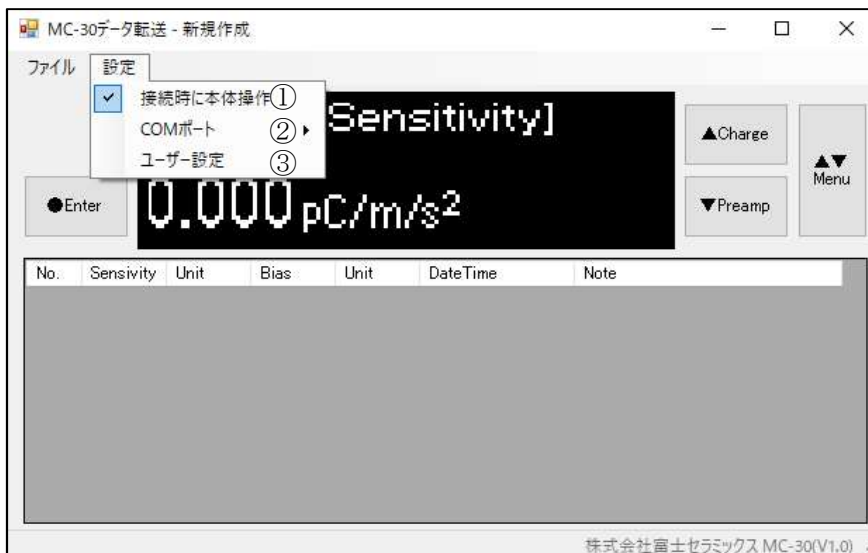 MC-30データ転送 - 新規作成
ファイル 設定
接続時に本体操作①
COMポート ②
ユーザー設定 ③
Sensitivity]
▲Charge
▲▼
Menu
●Enter
0.000 pC/m/s²
▼Preamp
No. Sensivity Unit Bias Unit DateTime Note
株式会社富士セラミックス MC-30(V1.0)